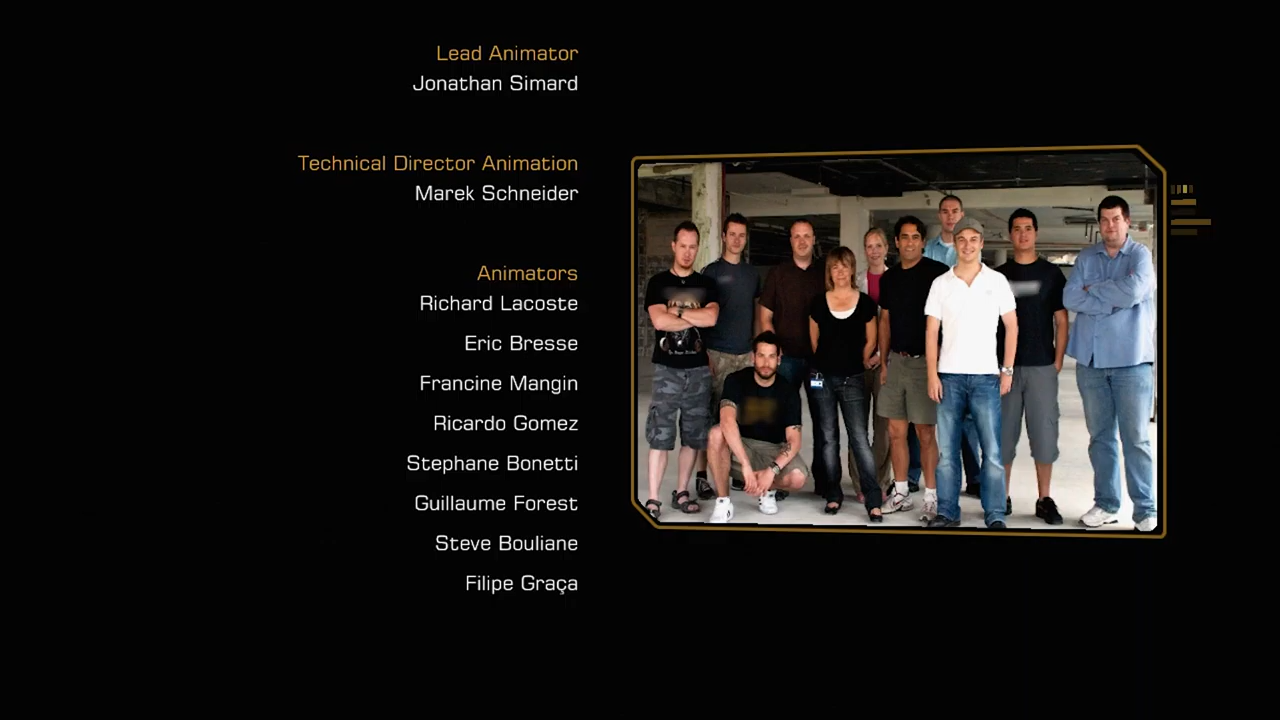 Lead Animator
Jonathan Simard
Technical Director Animation
Marek Schneider
Animators
Richard Lacoste
Eric Bresse
Francine Mangin
Ricardo Gomez
Stephane Bonetti
Guillaume Forest
Steve Bouliane
Filipe Graça